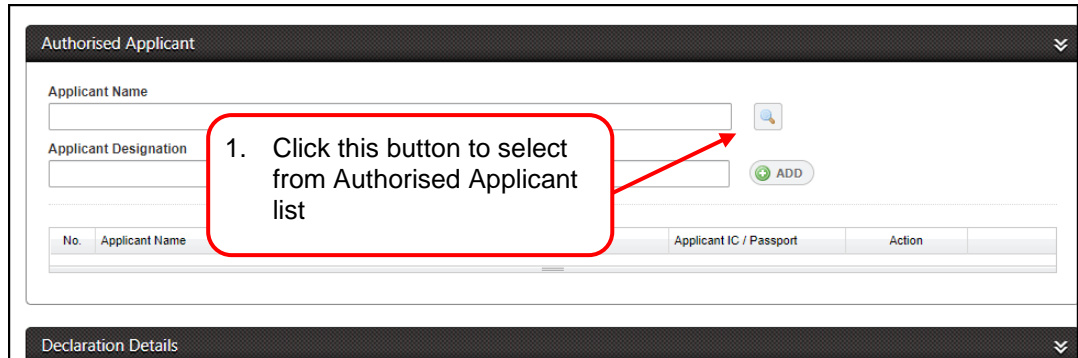 Authorised Applicant
Applicant Name
Applicant Designation
1. Click this button to select
from Authorised Applicant
list
ADD
No. Applicant Name Applicant IC / Passport Action
Declaration Details